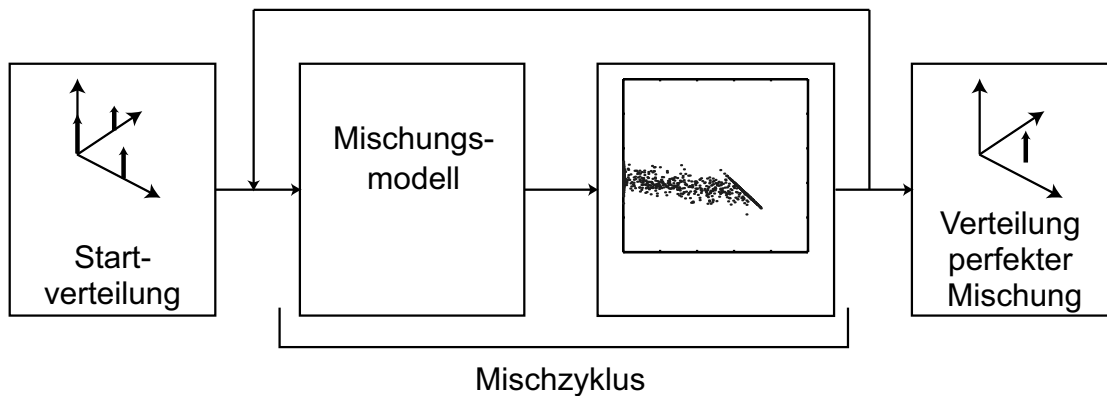 Start-
verteilung
Mischungs-
modell
Verteilung
perfekter
Mischung
Mischzyklus